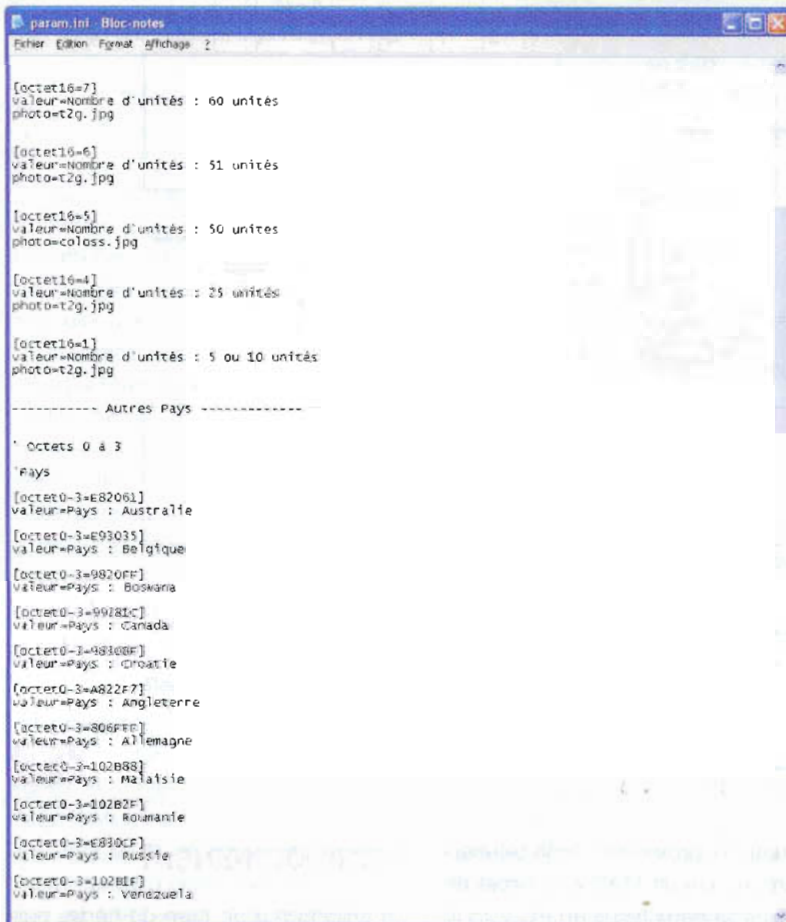 param.ini - Bloc-notes
Fichier Edition Format Affichage ?
[octet16=7]
valeur=Nombre d'unités : 60 unités
photo=t2g.jpg
[octet16=6]
valeur=Nombre d'unités : 51 unités
photo=t2g.jpg
[octet16=5]
valeur=Nombre d'unités : 50 unites
photo=coloss.jpg
[octet16=4]
valeur=Nombre d'unités : 25 unités
photo=t2g.jpg
[octet16=1]
valeur=Nombre d'unités : 5 ou 10 unités
photo=t2g.jpg
----------- Autres Pays -------------
' Octets 0 à 3
'Pays
[octet0-3=E82061]
valeur=Pays : Australie
[octet0-3=E93035]
valeur=Pays : Belgique
[octet0-3=9820FF]
valeur=Pays : Boswana
[octet0-3=99281C]
valeur=Pays : Canada
valeur=Pays : Croatie
[octet0-3=A822F7]
valeur=Pays : Angleterre
[octet0-3=806FFF]
valeur=Pays : Allemagne
[octet0-3=102B88]
valeur=Pays : Malaisie
[octet0-3=102B2F]
valeur=Pays : Roumanie
[octet0-3=E830CF]
valeur=Pays : Russie
[octet0-3=102B1F]
valeur=Pays : Venezuela